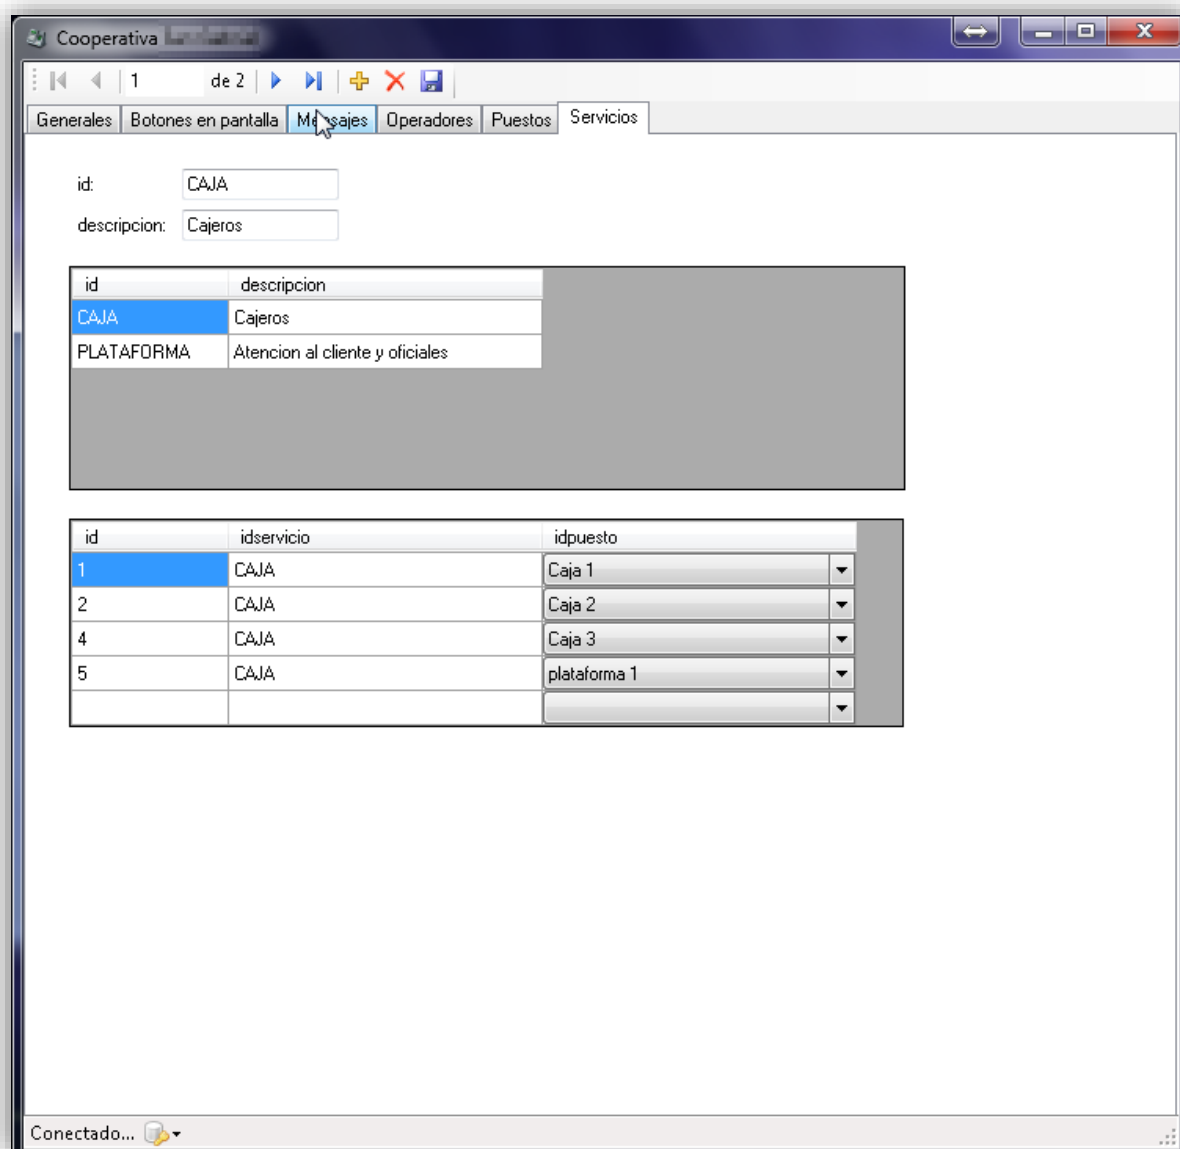 Cooperativa
1 de 2
Generales Botones en pantalla Mensajes Operadores Puestos Servicios
id: CAJA
descripcion: Cajeros
id descripcion
CAJA Cajeros
PLATAFORMA Atencion al cliente y oficiales
id idservicio idpuesto
1 CAJA Caja 1
2 CAJA Caja 2
4 CAJA Caja 3
5 CAJA plataforma 1
Conectado...